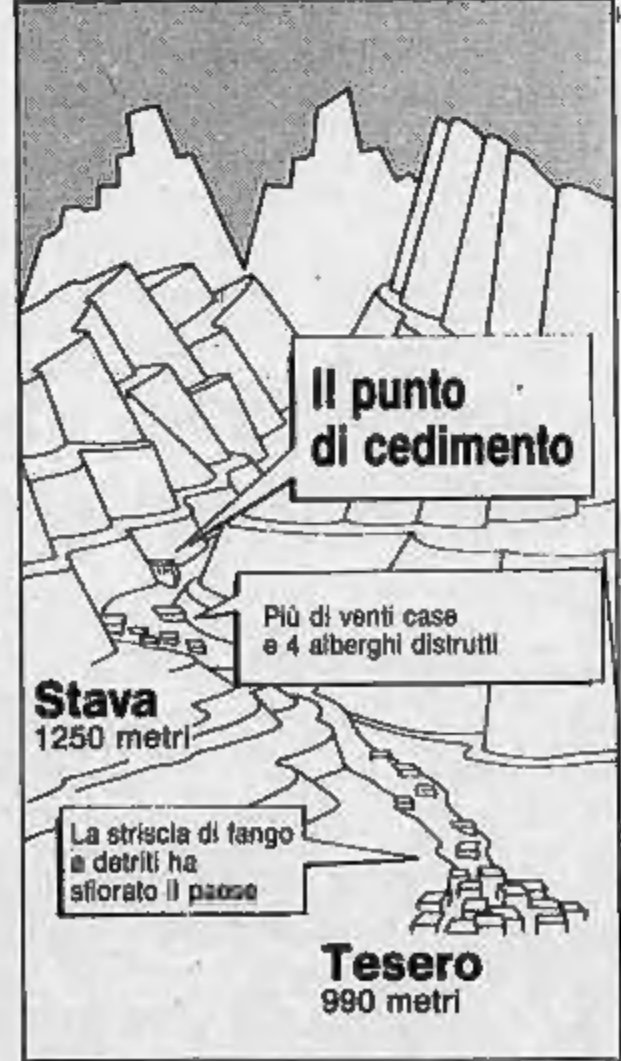 Il punto
di cedimento
Più di venti case
e 4 alberghi distrutti
Stava
1250 metri
La striscia di fango
e detriti ha
sfiorato il paese
Tesero
990 metri